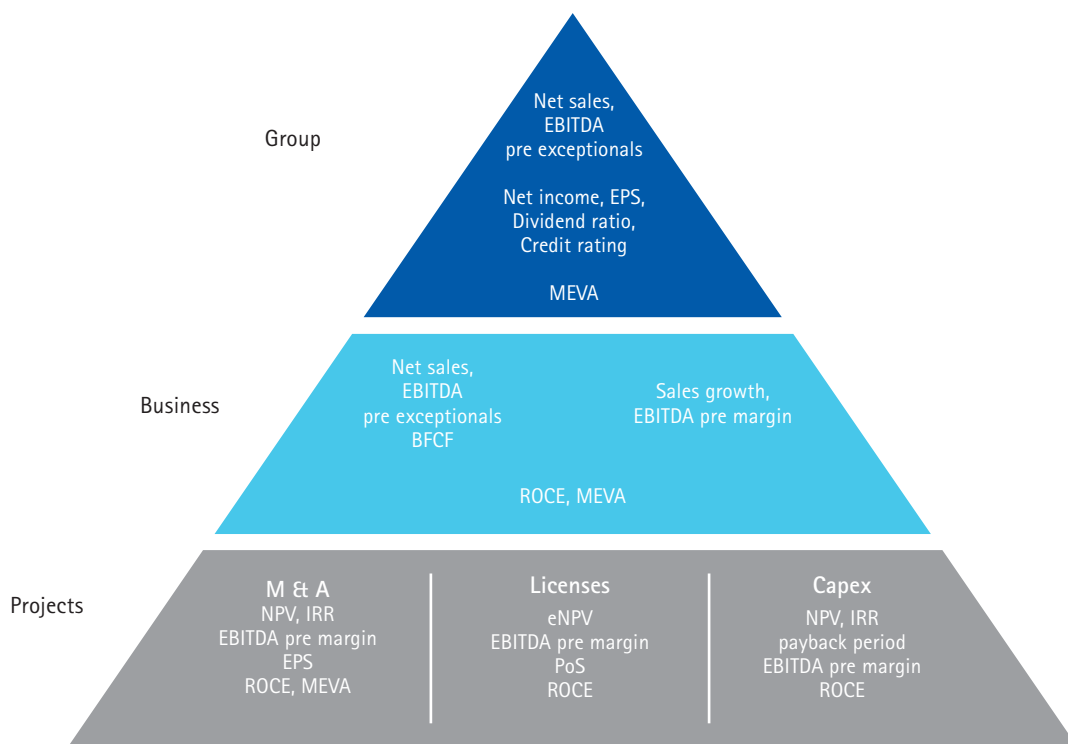 Group
Net sales,
EBITDA
pre exceptionals
Net income, EPS,
Dividend ratio,
Credit rating
MEVA
Business
Net sales,
EBITDA
pre exceptionals
BFCF
Sales growth,
EBITDA pre margin
ROCE, MEVA
Projects
M & A
NPV, IRR
EBITDA pre margin
EPS
ROCE, MEVA
Licenses
eNPV
EBITDA pre margin
PoS
ROCE
Capex
NPV, IRR
payback period
EBITDA pre margin
ROCE